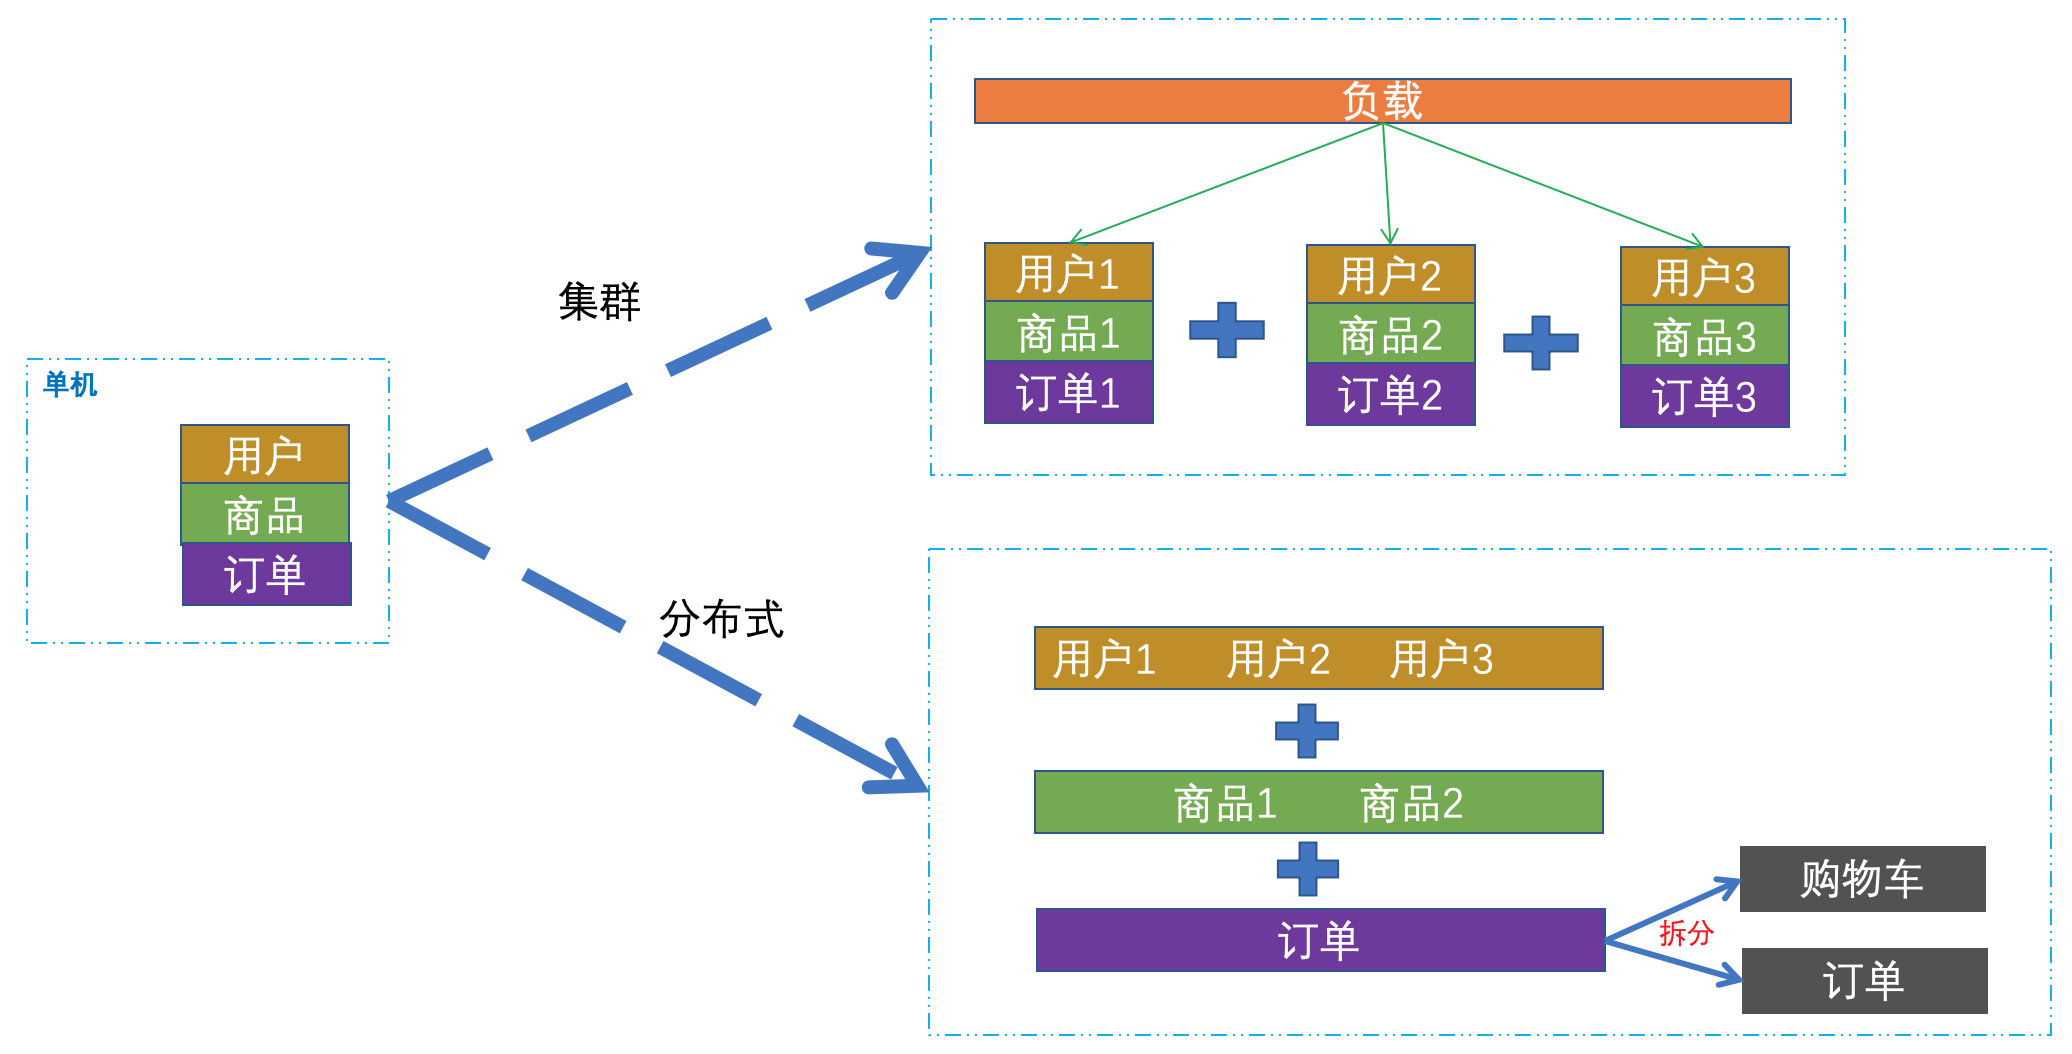 单机
用户
商品
订单
集群
分布式
负载
用户1
商品1
订单1
用户2
商品2
订单2
用户3
商品3
订单3
用户1 用户2 用户3
商品1 商品2
订单
拆分
购物车
订单